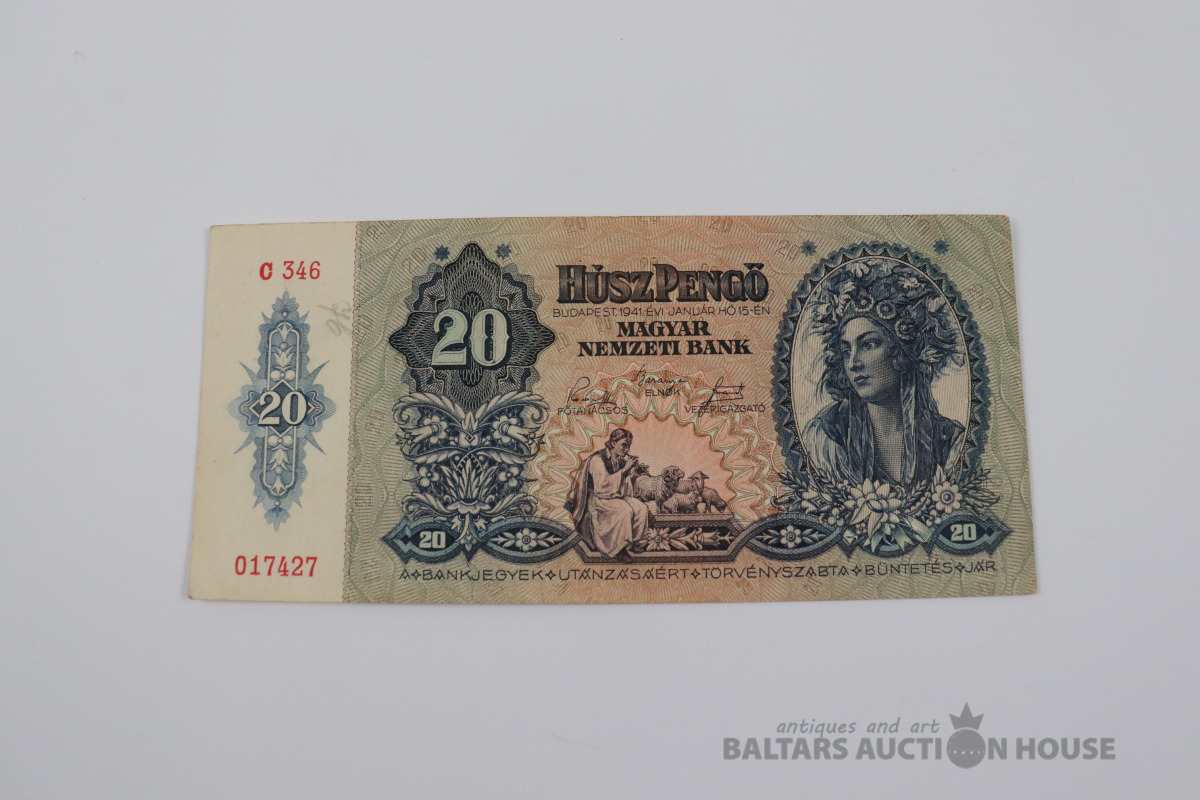 C 346
20
017427
20
HÚSZ PENGŐ
BUDAPEST, 1941. ÉVI JANUÁR HÓ 15-ÉN
MAGYAR
NEMZETI BANK
ELNÖK
FŐTANÁCSOS VEZÉRIGAZGATÓ
20
20
A BANKJEGYEK UTÁNZÁSÁÉRT TÖRVÉNYSZABTA BÜNTETÉS JÁR
antiques and art
BALTARS AUCTION HOUSE